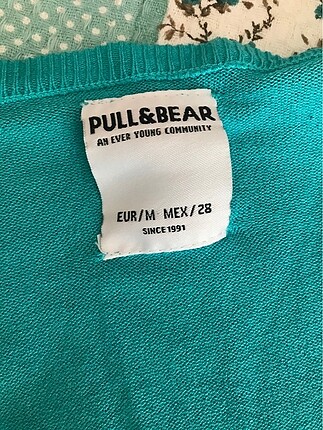 PULL&BEAR
AN EVER YOUNG COMMUNITY
EUR/M MEX/28
SINCE 1991